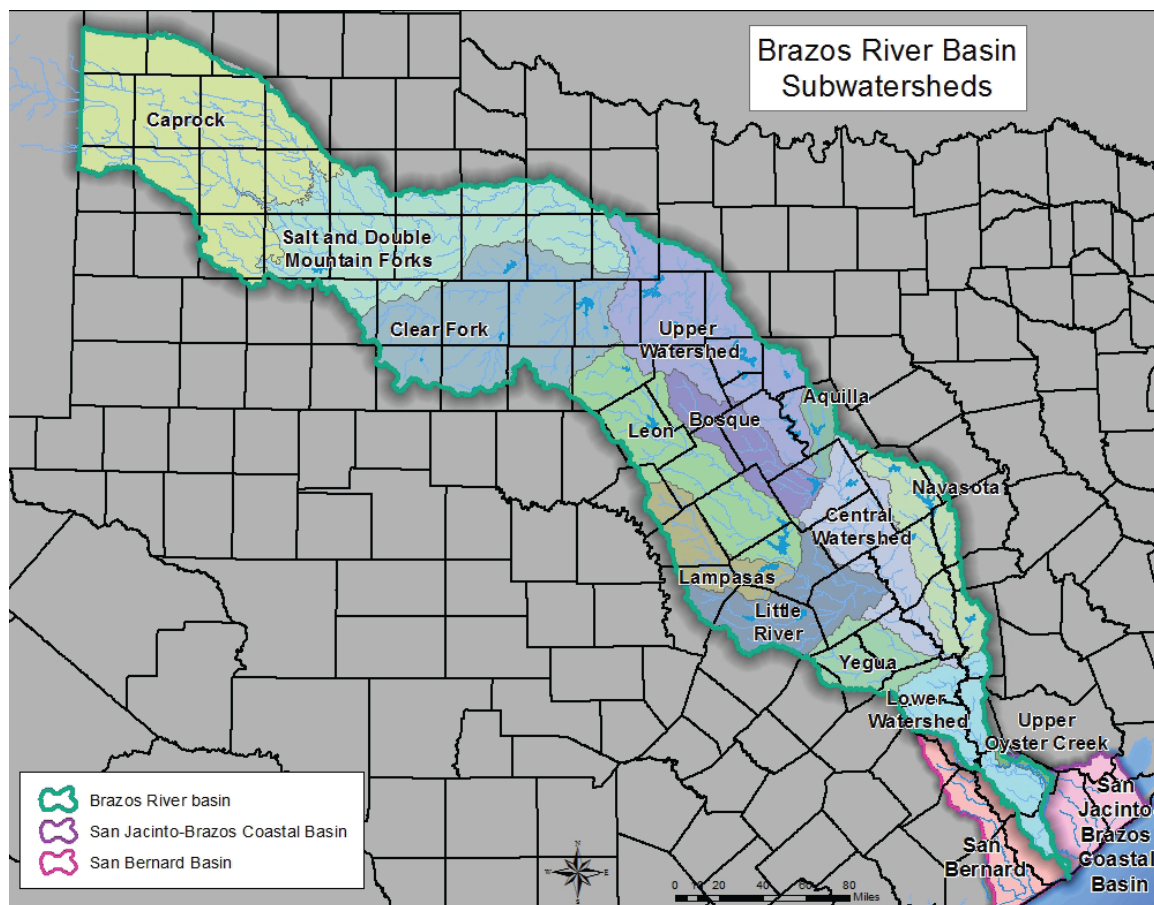 Brazos River Basin
Subwatersheds
Caprock
Salt and Double
Mountain Forks
Clear Fork
Upper
Watershed
Aquilla
Bosque
Leon
Navasota
Central
Watershed
Lampasas
Little
River
Yegua
Lower
Watershed
Upper
Oyster Creek
San
Jacinto
Brazos
Coastal
Basin
San
Bernard
Brazos River basin
San Jacinto-Brazos Coastal Basin
San Bernard Basin
N
W
E
S
0 10 20 40 60 80
Miles